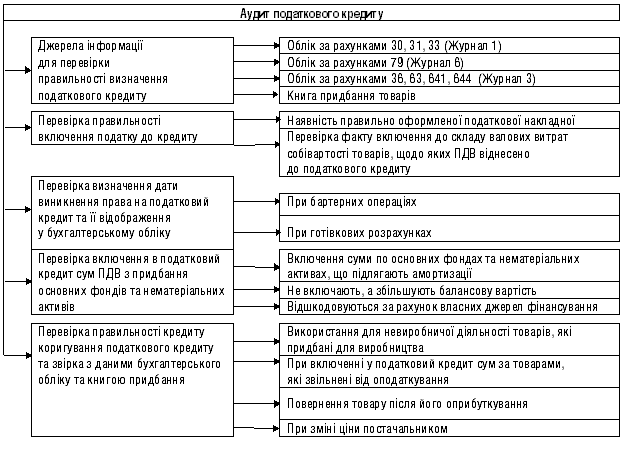 Аудит податкового кредиту
Джерела інформації
для перевірки
правильності визначення
податкового кредиту
Облік за рахунками 30, 31, 33 (Журнал 1)
Облік за рахунками 79 (Журнал 6)
Облік за рахунками 36, 63, 641, 644 (Журнал 3)
Книга придбання товарів
Перевірка правильності
включення податку до кредиту
Наявність правильно оформленої податкової накладної
Перевірка факту включення до складу валових витрат
собівартості товарів, щодо яких ПДВ віднесено
до податкового кредиту
Перевірка визначення дати
виникнення права на податковий
кредит та її відображення
у бухгалтерському обліку
При бартерних операціях
При готівкових розрахунках
Перевірка включення в податковий
кредит сум ПДВ з придбання
основних фондів та нематеріальних
активів
Включення суми по основних фондах та нематеріальних
активах, що підлягають амортизації
Не включають, а збільшують балансову вартість
Відшкодовуються за рахунок власних джерел фінансування
Перевірка правильності кредиту
коригування податкового кредиту
та звірка з даними бухгалтерського
обліку та книгою придбання
Використання для невиробничої діяльності товарів, які
придбані для виробництва
При включенні у податковий кредит сум за товарами,
які звільнені від оподаткування
Повернення товару після його оприбуткування
При зміні ціни постачальником